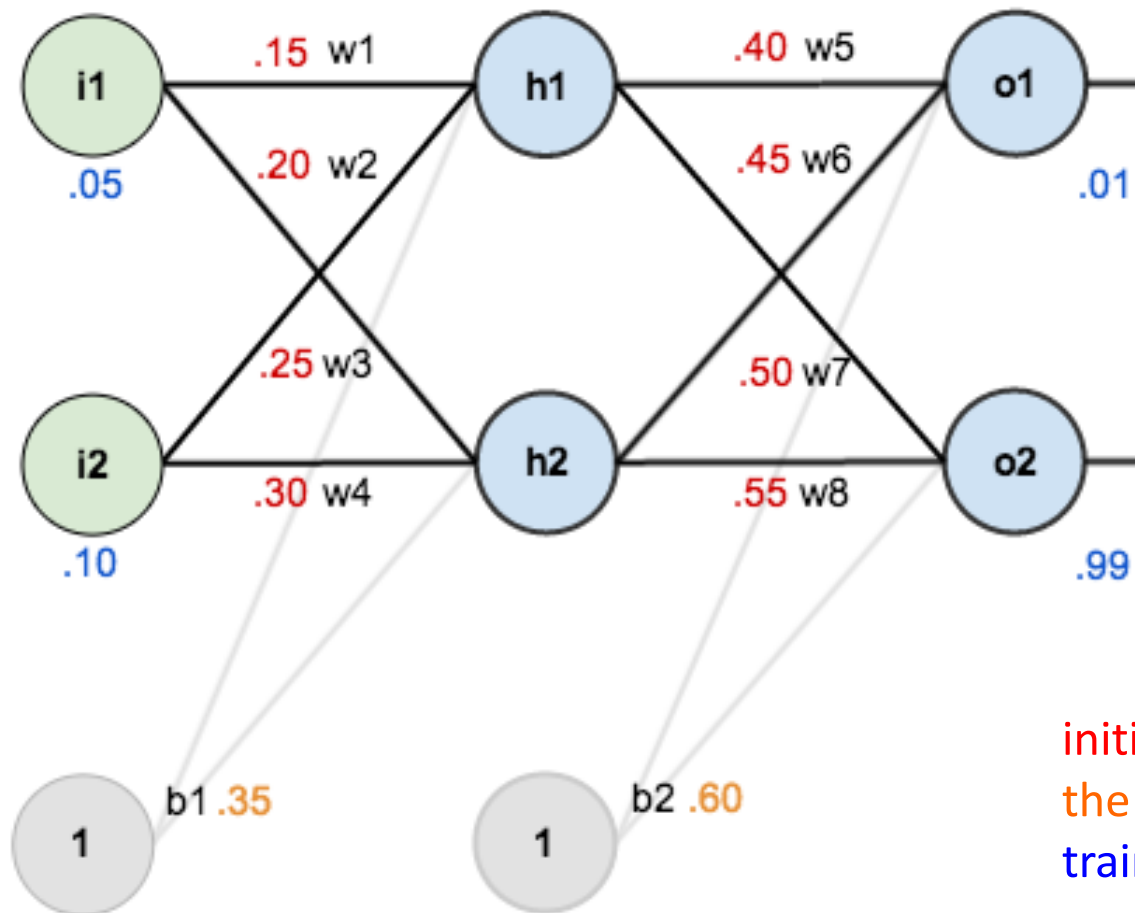 .15 w1
.40 w5
i1
h1
o1
.20 w2
.45 w6
.05
.01
.25 w3
.50 w7
i2
h2
o2
.30 w4
.55 w8
.10
.99
b1 .35
b2 .60
1
1
the